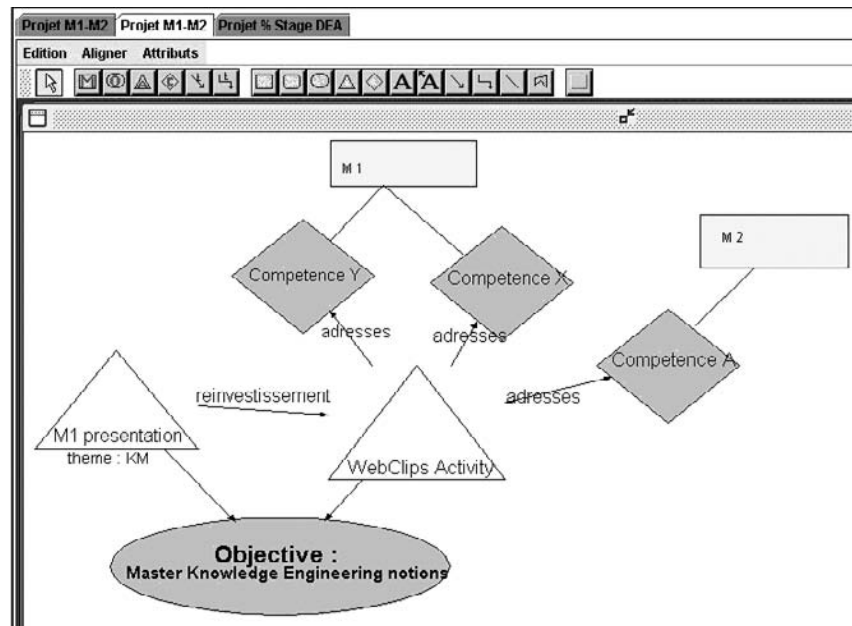 Projet M1-M2 Projet M1-M2 Projet % Stage DEA
Edition Aligner Attributs
M 1
M 2
Competence Y
Competence X
adresses
adresses
Competence A
reinvestissement
adresses
M1 presentation
theme : KM
WebClips Activity
Objective :
Master Knowledge Engineering notions